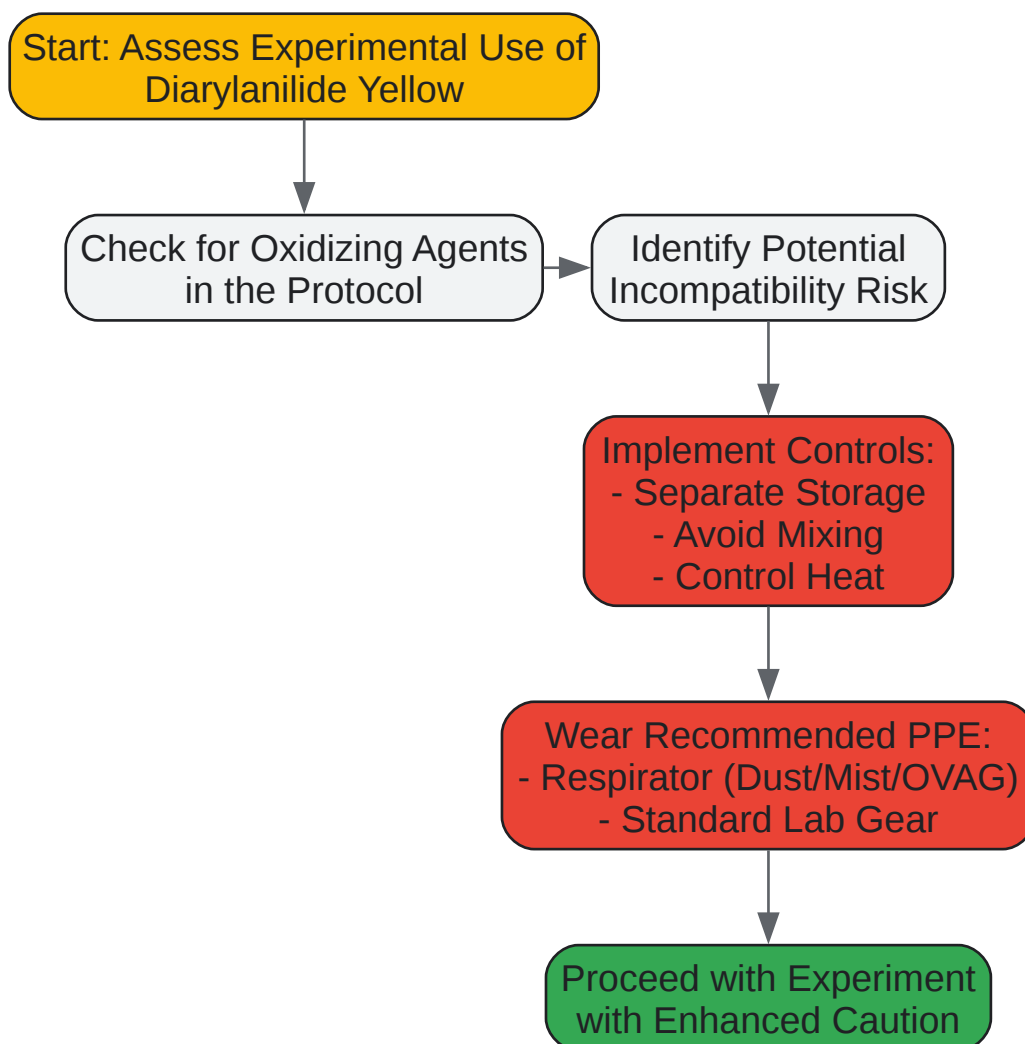 Start: Assess Experimental Use of
Diarylanilide Yellow
Check for Oxidizing Agents
in the Protocol
Identify Potential
Incompatibility Risk
Implement Controls:
- Separate Storage
- Avoid Mixing
- Control Heat
Wear Recommended PPE:
- Respirator (Dust/Mist/OVAG)
- Standard Lab Gear
Proceed with Experiment
with Enhanced Caution